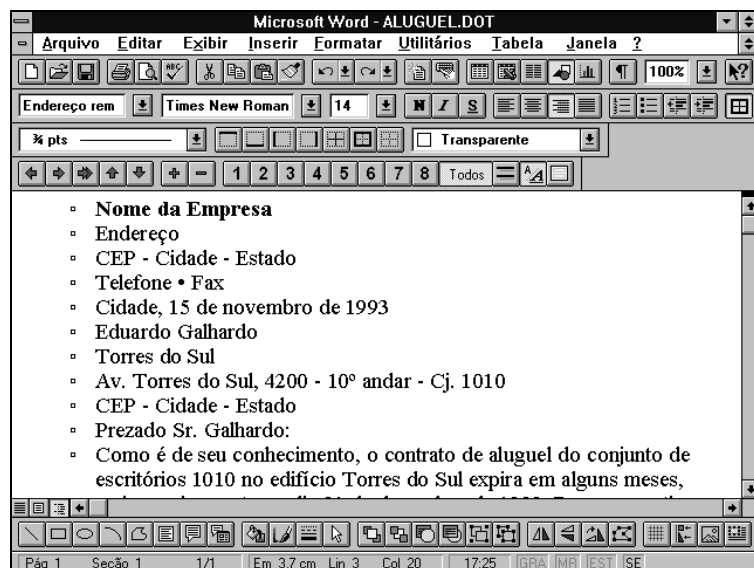 Microsoft Word - ALUGUEL.DOT
Arquivo Editar Exibir Inserir Formatar Utilitários Tabela Janela ?
ABC 100% ?
Endereço rem Times New Roman 14 N I S
¾ pts Transparente
1 2 3 4 5 6 7 8 Todos A A
Nome da Empresa
Endereço
CEP - Cidade - Estado
Telefone • Fax
Cidade, 15 de novembro de 1993
Eduardo Galhardo
Torres do Sul
Av. Torres do Sul, 4200 - 10º andar - Cj. 1010
CEP - Cidade - Estado
Prezado Sr. Galhardo:
Como é de seu conhecimento, o contrato de aluguel do conjunto de
escritórios 1010 no edifício Torres do Sul expira em alguns meses,
Pág 1 Seção 1 1/1 Em 3,7 cm Lin 3 Col 20 17:25 GRA MR EST SE